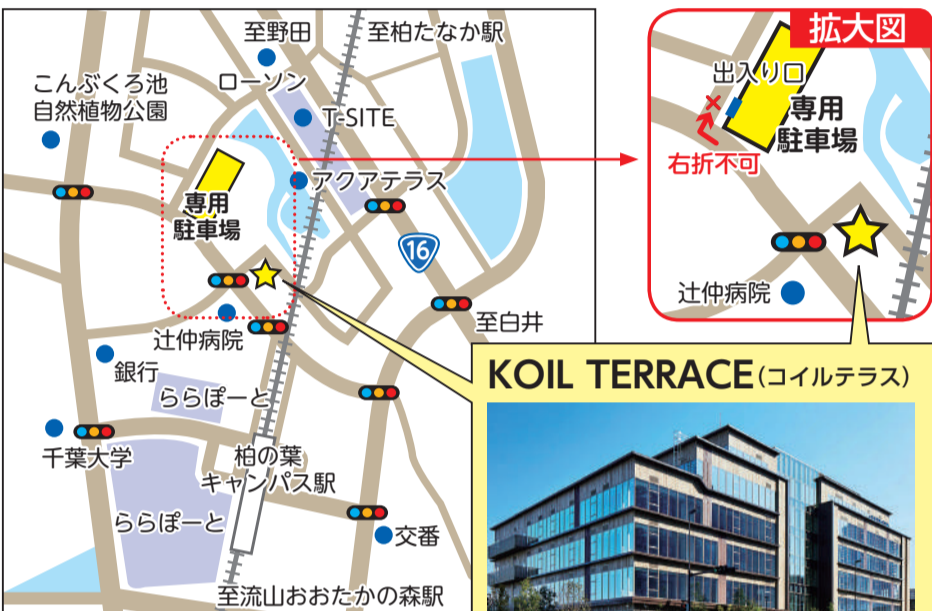 至野田
至柏たなか駅
ローソン
こんぶくろ池
自然植物公園
T-SITE
アクアテラス
専用
駐車場
16
辻仲病院
至白井
銀行
ららぽーと
千葉大学
柏の葉
キャンパス駅
ららぽーと
交番
至流山おおたかの森駅
拡大図
出入り口
専用
駐車場
右折不可
辻仲病院
KOIL TERRACE(コイルテラス)